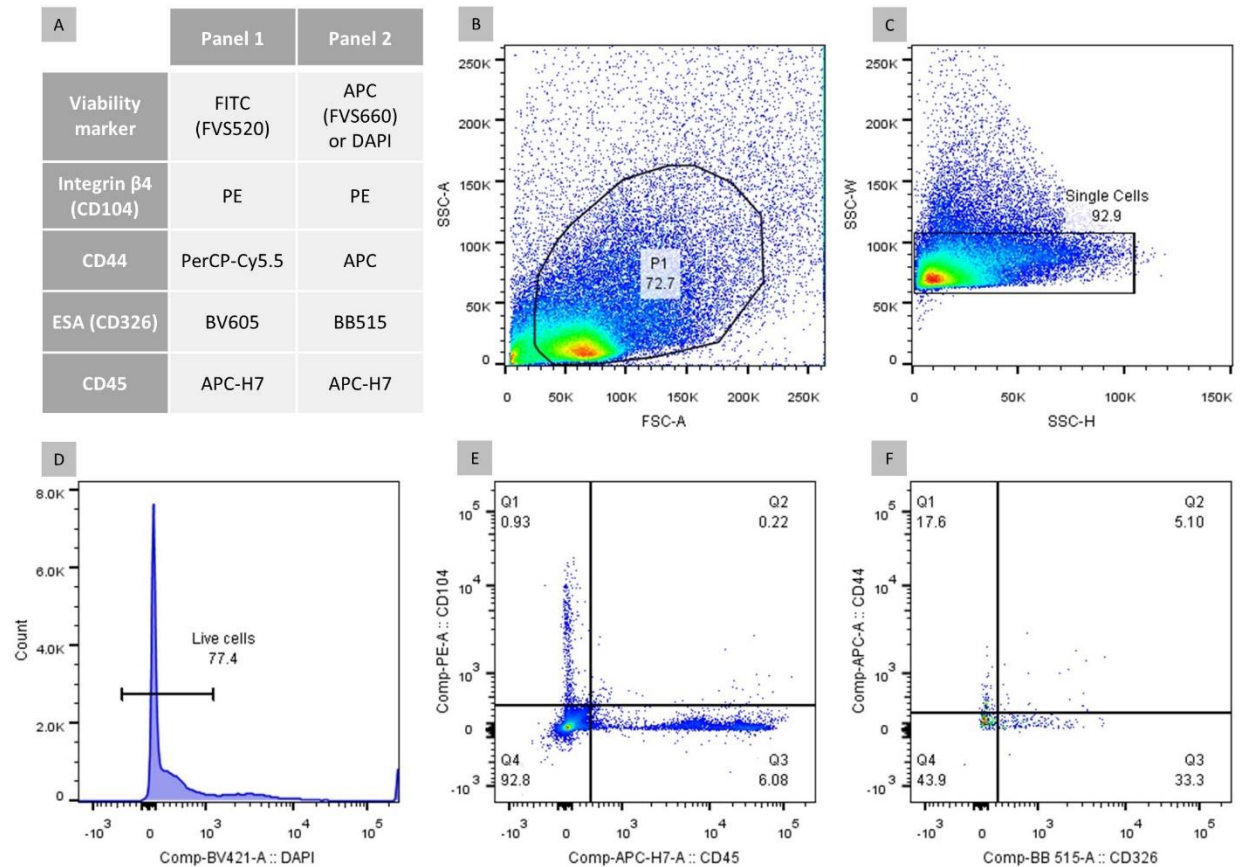 A
Panel 1 Panel 2
Viability marker FITC (FVS520) APC (FVS660) or DAPI
Integrin β4 (CD104) PE PE
CD44 PerCP-Cy5.5 APC
ESA (CD326) BV605 BB515
CD45 APC-H7 APC-H7
B
250K
200K
150K
100K
50K
0
SSC-A
P1
72.7
0 50K 100K 150K 200K 250K
FSC-A
C
250K
200K
150K
100K
50K
0
SSC-W
Single Cells
92.9
0 50K 100K 150K
SSC-H
D
8.0K
6.0K
4.0K
2.0K
0
Count
Live cells
77.4
-10³ 0 10³ 10⁴ 10⁵
Comp-BV421-A :: DAPI
E
Q1
0.93
Q2
0.22
10⁵
10⁴
10³
0
-10³
Comp-PE-A :: CD104
Q4
92.8
Q3
6.08
-10³ 0 10³ 10⁴ 10⁵
Comp-APC-H7-A :: CD45
F
Q1
17.6
Q2
5.10
10⁵
10⁴
10³
0
-10³
Comp-APC-A :: CD44
Q4
43.9
Q3
33.3
-10³ 0 10³ 10⁴ 10⁵
Comp-BB 515-A :: CD326